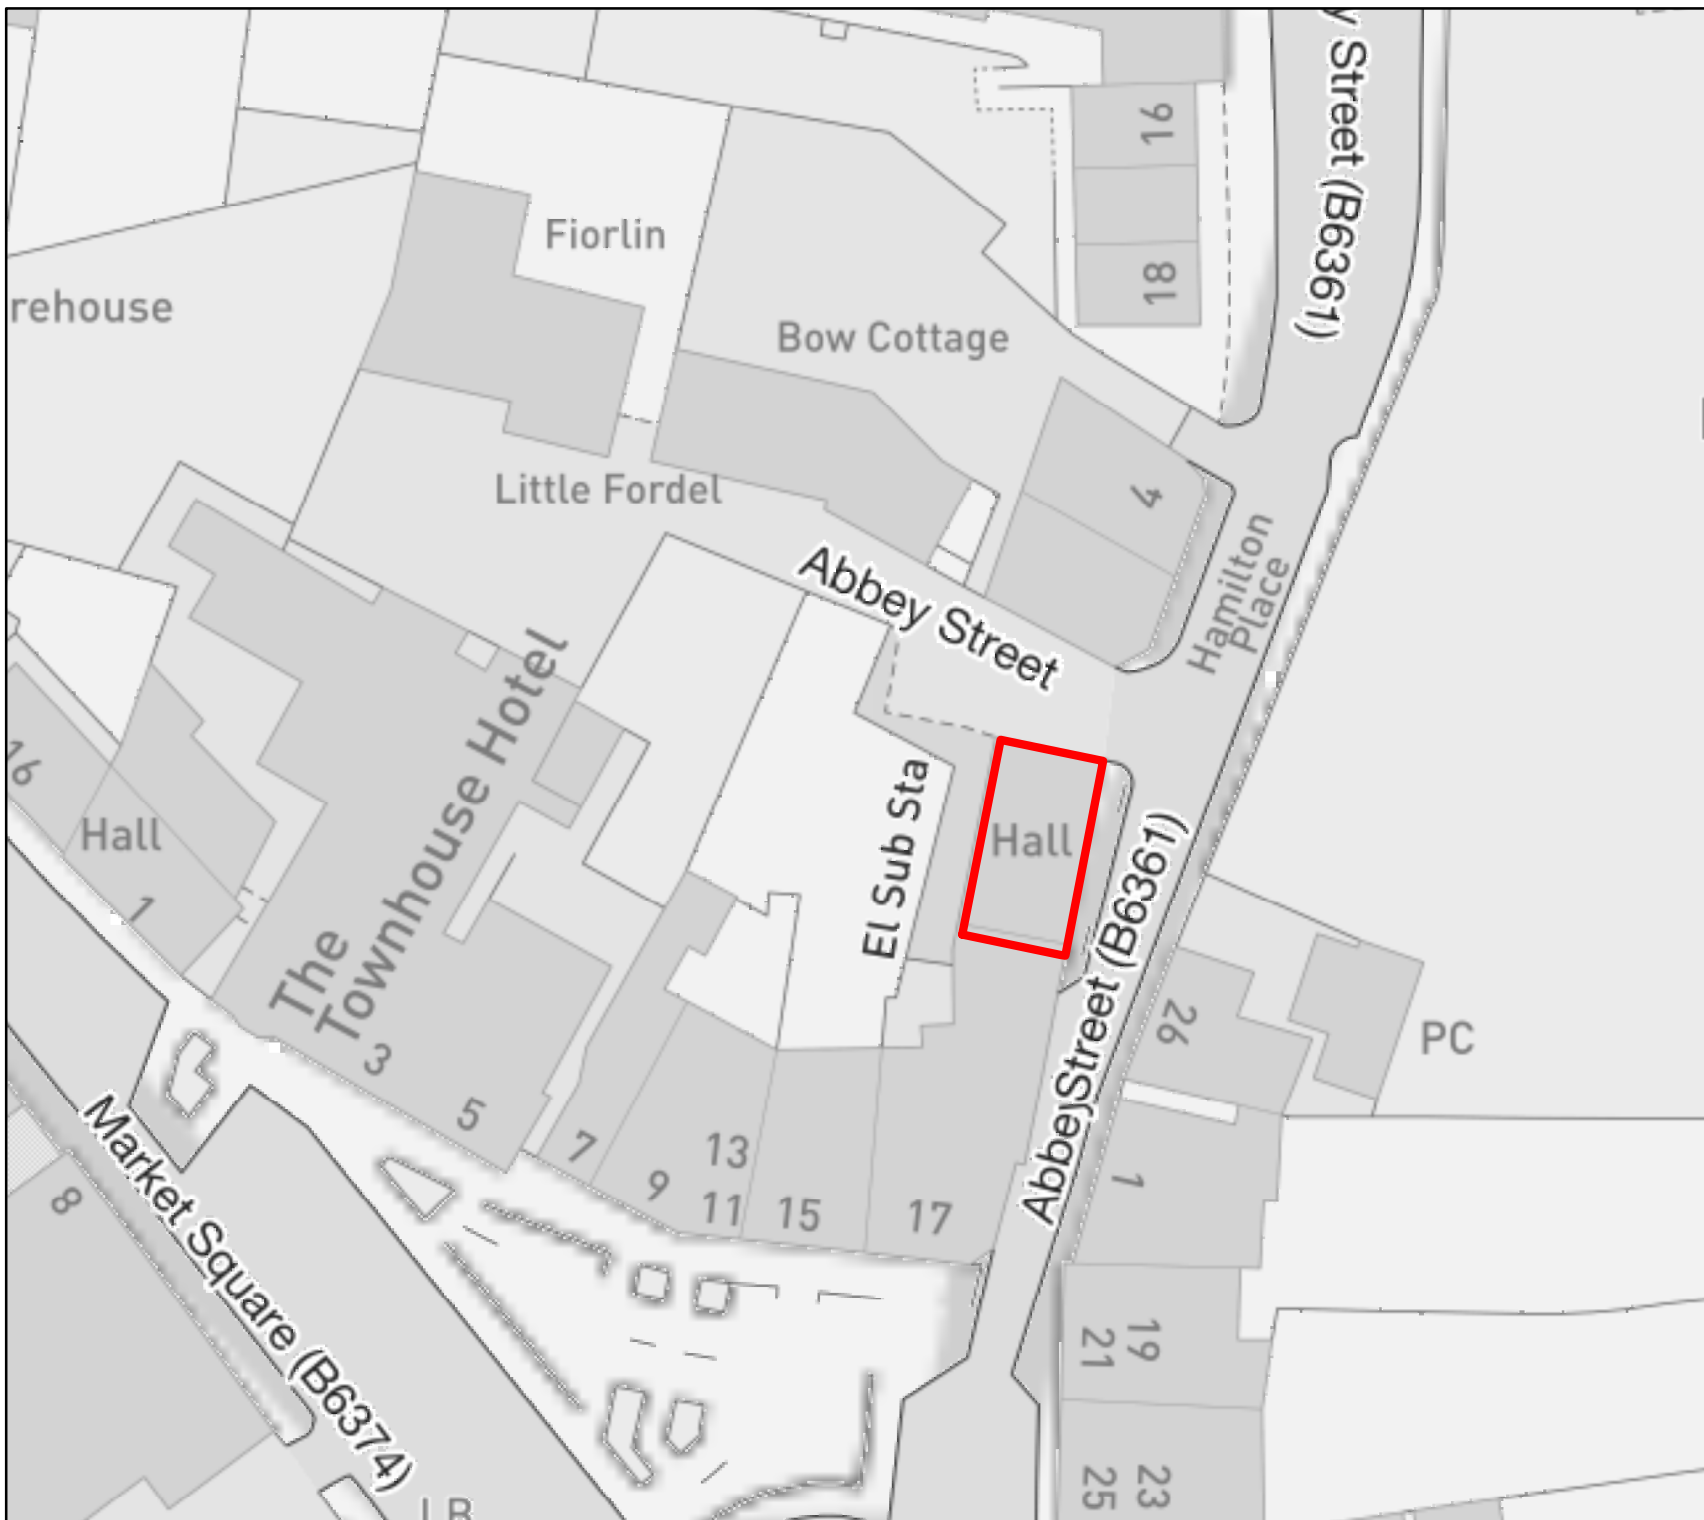 y Street (B6361)
16
18
Fiorlin
rehouse
Bow Cottage
Little Fordel
4
Hamilton
Place
Abbey Street
The
Townhouse Hotel
El Sub Sta
Hall
16
Hall
1
3
5
7
9
13
11
15
17
Abbey Street (B6361)
26
PC
1
Market Square (B6374)
8
19
21
23
25
LB